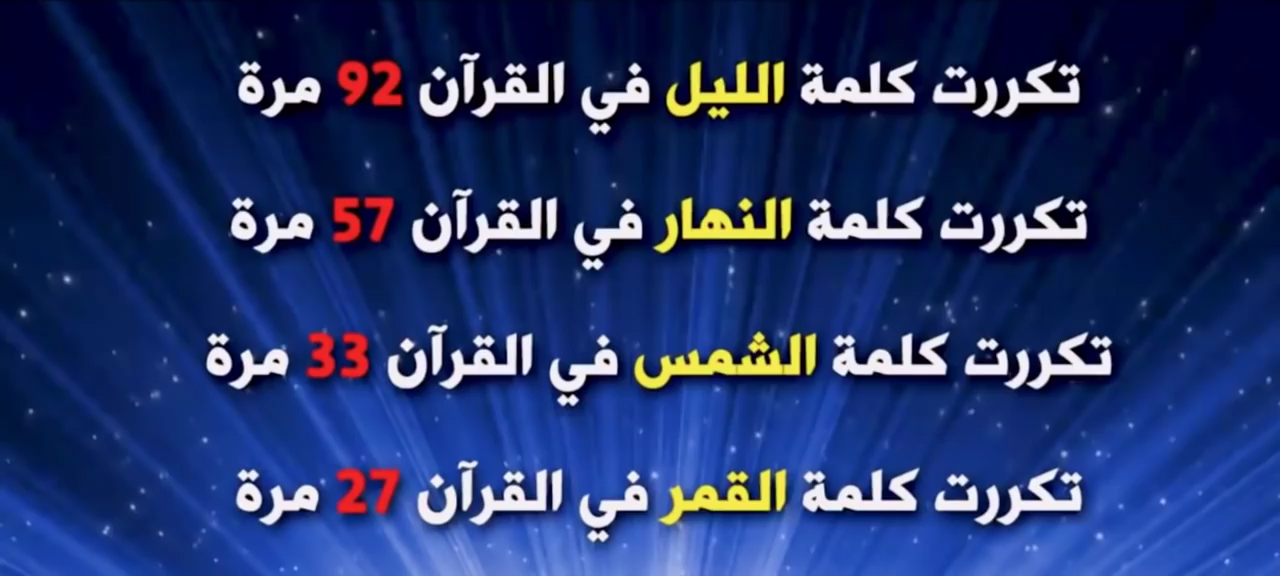 تكررت كلمة الليل في القرآن 92 مرة
تكررت كلمة النهار في القرآن 57 مرة
تكررت كلمة الشمس في القرآن 33 مرة
تكررت كلمة القمر في القرآن 27 مرة